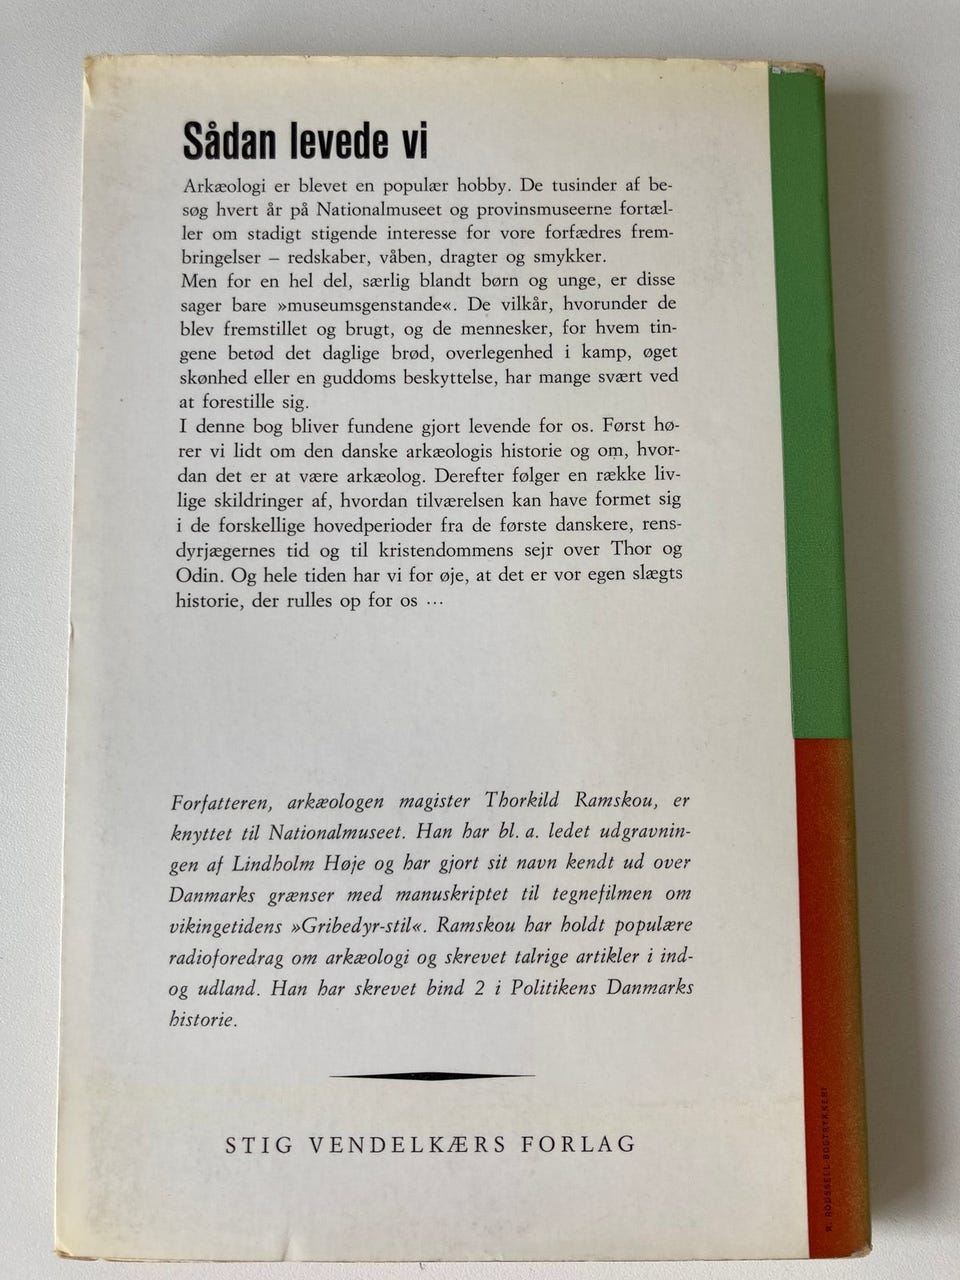 Sådan levede vi
Arkæologi er blevet en populær hobby. De tusinder af be-
søg hvert år på Nationalmuseet og provinsmuseerne fortæl-
ler om stadigt stigende interesse for vore forfædres frem-
bringelser – redskaber, våben, dragter og smykker.
Men for en hel del, særlig blandt børn og unge, er disse
sager bare »museumsgenstande«. De vilkår, hvorunder de
blev fremstillet og brugt, og de mennesker, for hvem tin-
gene betød det daglige brød, overlegenhed i kamp, øget
skønhed eller en guddoms beskyttelse, har mange svært ved
at forestille sig.
I denne bog bliver fundene gjort levende for os. Først hø-
rer vi lidt om den danske arkæologis historie og om, hvor-
dan det er at være arkæolog. Derefter følger en række liv-
lige skildringer af, hvordan tilværelsen kan have formet sig
i de forskellige hovedperioder fra de første danskere, rens-
dyrjægernes tid og til kristendommens sejr over Thor og
Odin. Og hele tiden har vi for øje, at det er vor egen slægts
historie, der rulles op for os ...
Forfatteren, arkæologen magister Thorkild Ramskou, er
knyttet til Nationalmuseet. Han har bl. a. ledet udgravnin-
gen af Lindholm Høje og har gjort sit navn kendt ud over
Danmarks grænser med manuskriptet til tegnefilmen om
vikingetidens »Gribedyr-stil«. Ramskou har holdt populære
radioforedrag om arkæologi og skrevet talrige artikler i ind-
og udland. Han har skrevet bind 2 i Politikens Danmarks
historie.
STIG VENDELKÆRS FORLAG
R. ROUSSELL BOGTRYKKERI